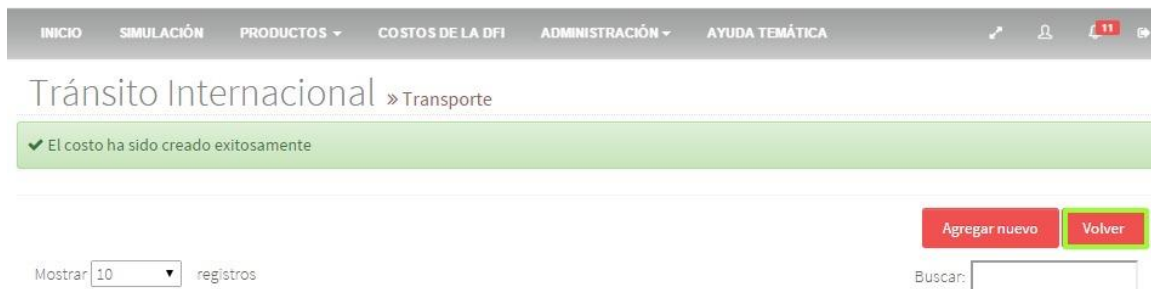 INICIO SIMULACIÓN PRODUCTOS COSTOS DE LA DFI ADMINISTRACIÓN AYUDA TEMÁTICA 11
Tránsito Internacional » Transporte
El costo ha sido creado exitosamente
Agregar nuevo Volver
Mostrar 10 registros Buscar: